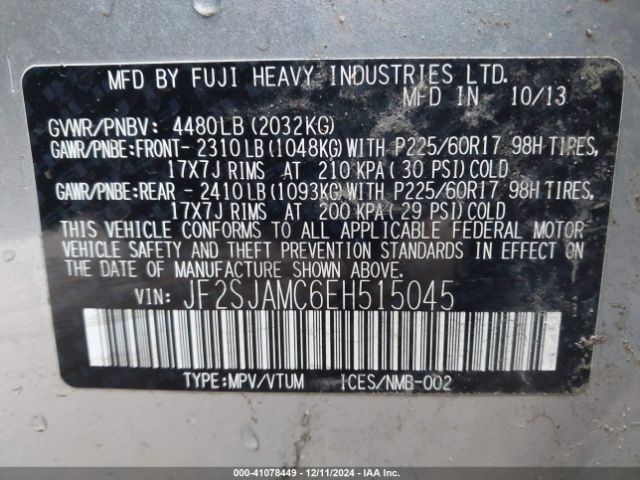 MFD BY FUJI HEAVY INDUSTRIES LTD.
MFD IN 10/13
GVWR/PNBV: 4480LB(2032KG)
GAWR/PNBE:FRONT- 2310LB(1048KG)WITH P225/60R17 98H TIRES,
17X7J RIMS AT 210 KPA(30 PSI)COLD
GAWR/PNBE:REAR - 2410LB(1093KG)WITH P225/60R17 98H TIRES,
17X7J RIMS AT 200 KPA(29 PSI)COLD
THIS VEHICLE CONFORMS TO ALL APPLICABLE FEDERAL MOTOR
VEHICLE SAFETY AND THEFT PREVENTION STANDARDS IN EFFECT ON
THE DATE OF MANUFACTURE SHOWN ABOVE.
VIN: JF2SJAMC6EH515045
TYPE:MPV/VTUM ICES/NMB-002
000-41078449 - 12/11/2024 - IAA Inc.